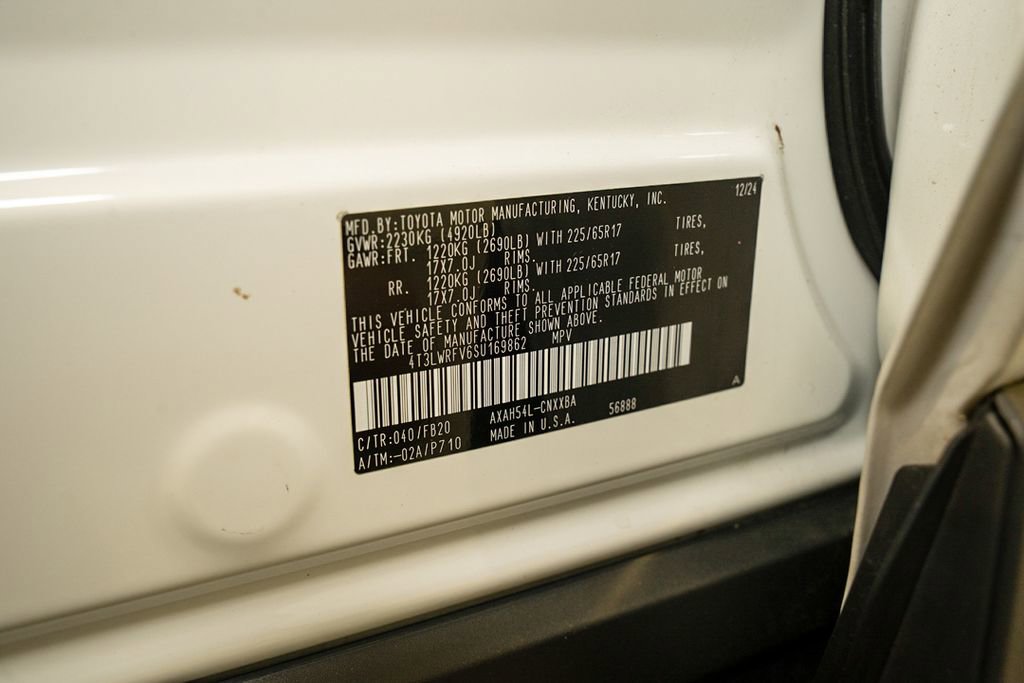 12/24
MFD.BY:TOYOTA MOTOR MANUFACTURING, KENTUCKY, INC.
GVWR:2230KG (4920LB)
GAWR:FRT. 1220KG (2690LB) WITH 225/65R17 TIRES,
17X7.0J RIMS.
RR. 1220KG (2690LB) WITH 225/65R17 TIRES,
17X7.0J RIMS.
THIS VEHICLE CONFORMS TO ALL APPLICABLE FEDERAL MOTOR
VEHICLE SAFETY AND THEFT PREVENTION STANDARDS IN EFFECT ON
THE DATE OF MANUFACTURE SHOWN ABOVE.
4T3LWRFV6SU169862 MPV
C/TR:040/FB20 AXAH54L-CNXXBA 56888
A/TM:-02A/P710 MADE IN U.S.A.
A